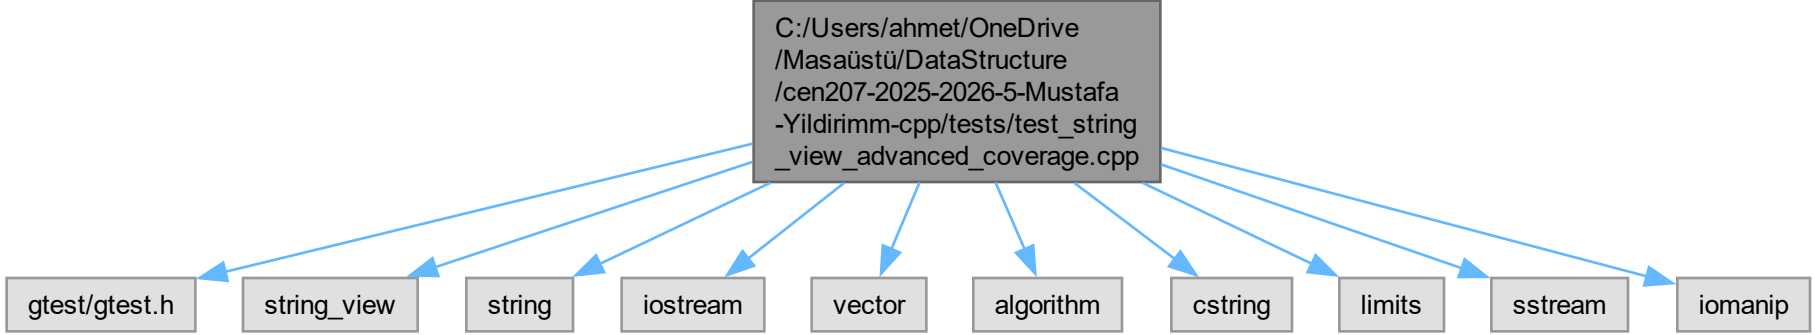 C:/Users/ahmet/OneDrive
/Masaüstü/DataStructure
/cen207-2025-2026-5-Mustafa
-Yildirimm-cpp/tests/test_string
_view_advanced_coverage.cpp
gtest/gtest.h
string_view
string
iostream
vector
algorithm
cstring
limits
sstream
iomanip